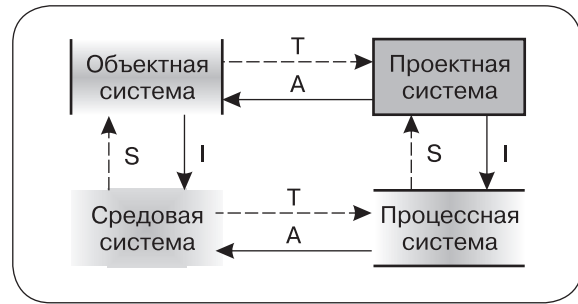 Объектная
система
T
A
Проектная
система
S
I
S
I
Средовая
система
T
A
Процессная
система